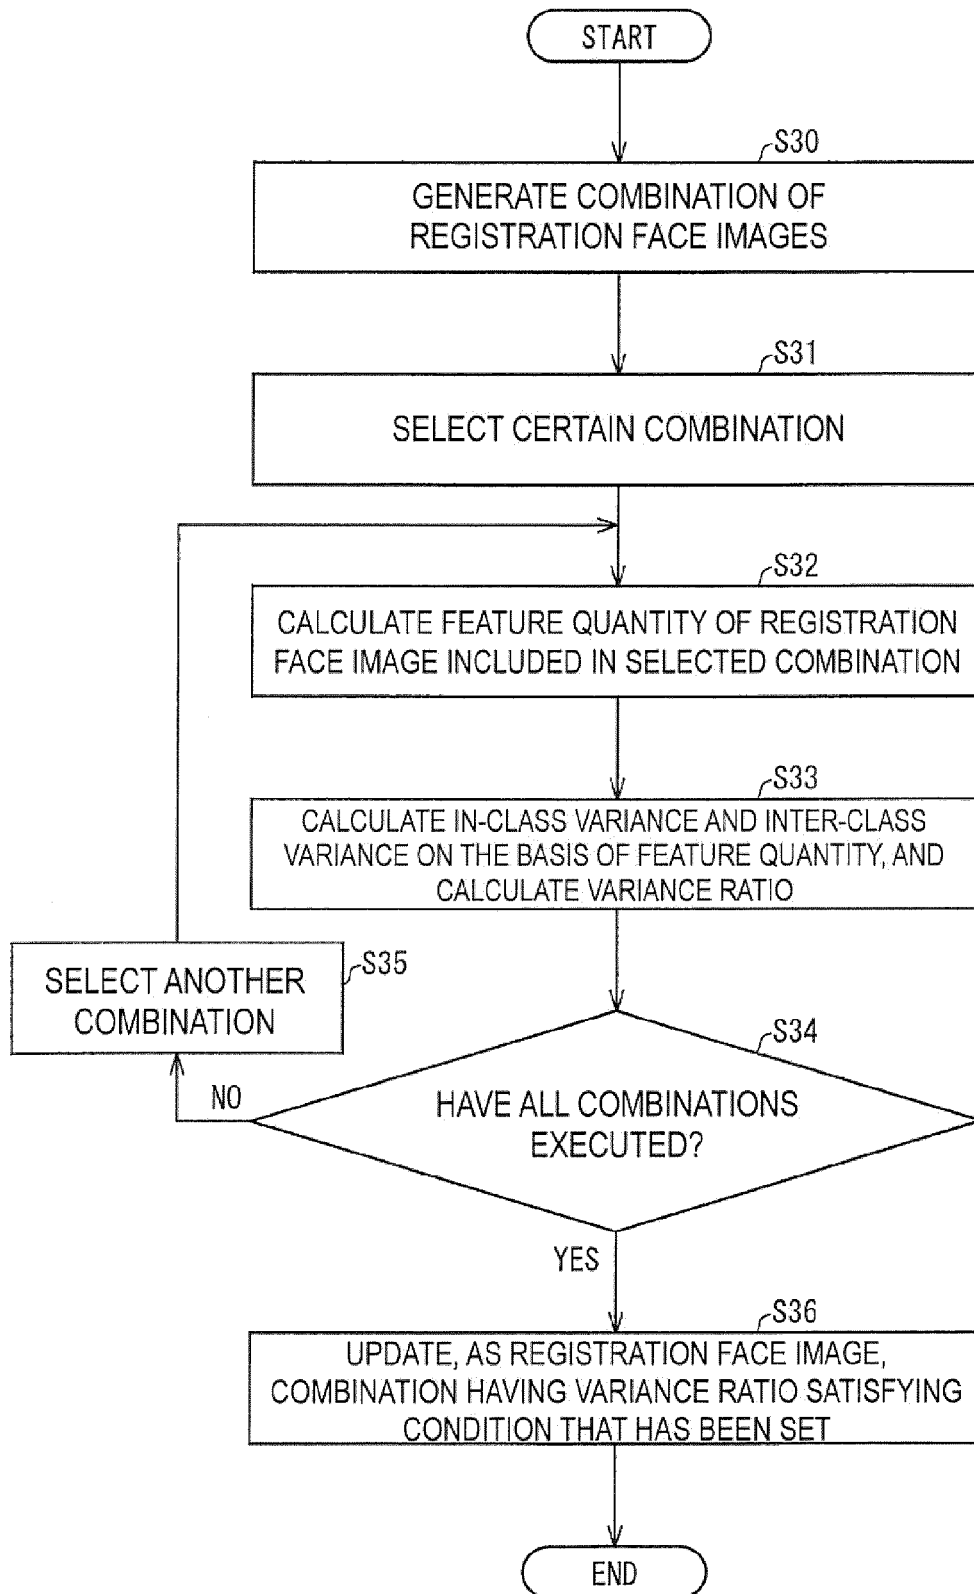 START
S30
GENERATE COMBINATION OF
REGISTRATION FACE IMAGES
S31
SELECT CERTAIN COMBINATION
S32
CALCULATE FEATURE QUANTITY OF REGISTRATION
FACE IMAGE INCLUDED IN SELECTED COMBINATION
S33
CALCULATE IN-CLASS VARIANCE AND INTER-CLASS
VARIANCE ON THE BASIS OF FEATURE QUANTITY, AND
CALCULATE VARIANCE RATIO
S35
SELECT ANOTHER
COMBINATION
S34
NO
HAVE ALL COMBINATIONS
EXECUTED?
YES
S36
UPDATE, AS REGISTRATION FACE IMAGE,
COMBINATION HAVING VARIANCE RATIO SATISFYING
CONDITION THAT HAS BEEN SET
END